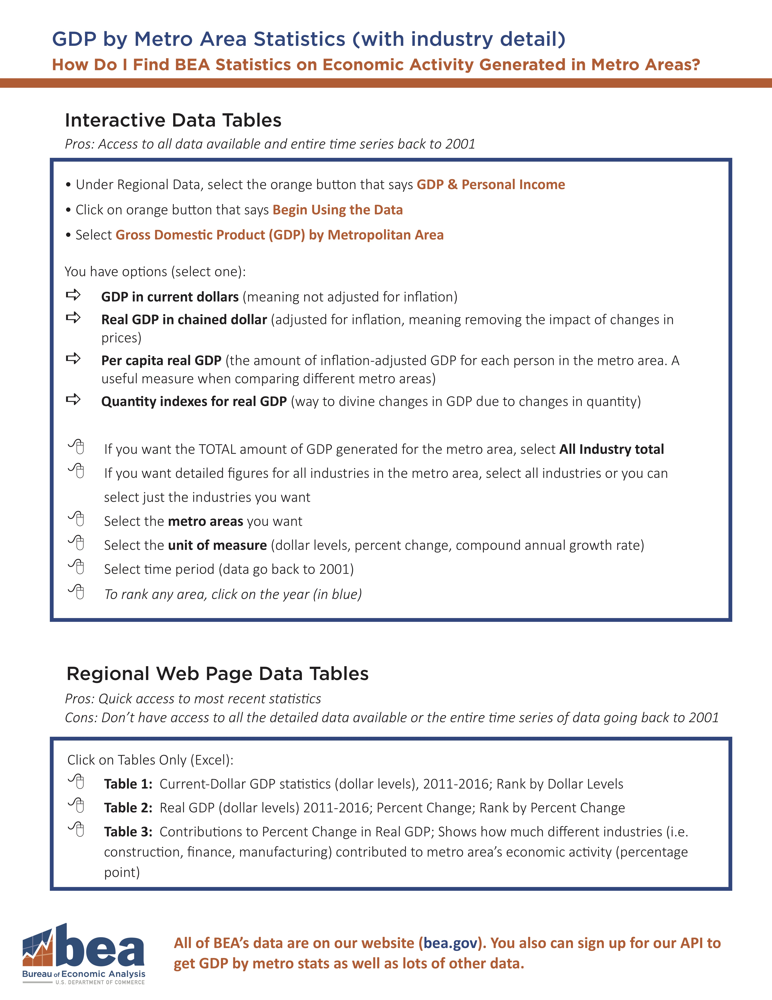 GDP by Metro Area Statistics (with industry detail)
How Do I Find BEA Statistics on Economic Activity Generated in Metro Areas?
Interactive Data Tables
Pros: Access to all data available and entire time series back to 2001
• Under Regional Data, select the orange button that says GDP & Personal Income
• Click on orange button that says Begin Using the Data
• Select Gross Domestic Product (GDP) by Metropolitan Area
You have options (select one):
GDP in current dollars (meaning not adjusted for inflation)
Real GDP in chained dollar (adjusted for inflation, meaning removing the impact of changes in
prices)
Per capita real GDP (the amount of inflation-adjusted GDP for each person in the metro area. A
useful measure when comparing different metro areas)
Quantity indexes for real GDP (way to divine changes in GDP due to changes in quantity)
If you want the TOTAL amount of GDP generated for the metro area, select All Industry total
If you want detailed figures for all industries in the metro area, select all industries or you can
select just the industries you want
Select the metro areas you want
Select the unit of measure (dollar levels, percent change, compound annual growth rate)
Select time period (data go back to 2001)
To rank any area, click on the year (in blue)
Regional Web Page Data Tables
Pros: Quick access to most recent statistics
Cons: Don’t have access to all the detailed data available or the entire time series of data going back to 2001
Click on Tables Only (Excel):
Table 1: Current-Dollar GDP statistics (dollar levels), 2011-2016; Rank by Dollar Levels
Table 2: Real GDP (dollar levels) 2011-2016; Percent Change; Rank by Percent Change
Table 3: Contributions to Percent Change in Real GDP; Shows how much different industries (i.e.
construction, finance, manufacturing) contributed to metro area’s economic activity (percentage
point)
bea
Bureau of Economic Analysis
U.S. DEPARTMENT OF COMMERCE
All of BEA’s data are on our website (bea.gov). You also can sign up for our API to
get GDP by metro stats as well as lots of other data.